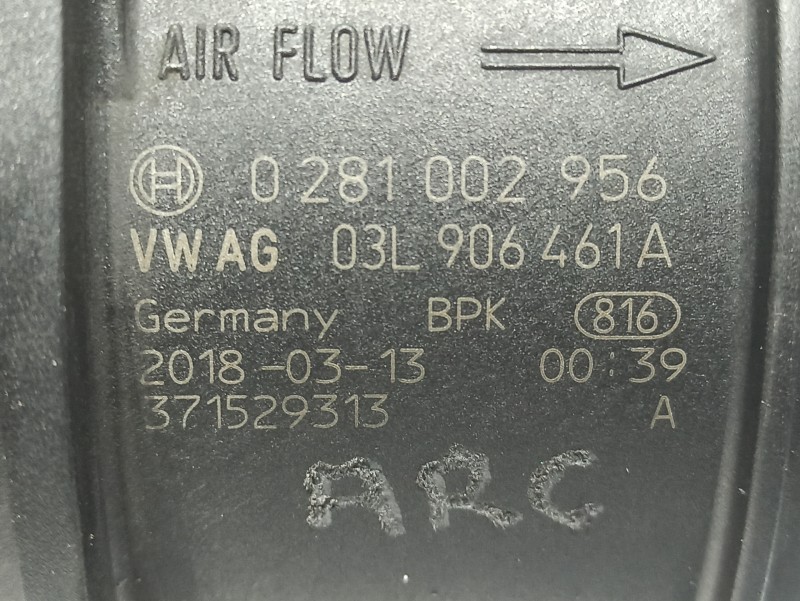 AIR FLOW
0 281 002 956
VW AG 03L 906 461 A
Germany BPK 816
2018-03-13 00:39
371529313 A
ARC